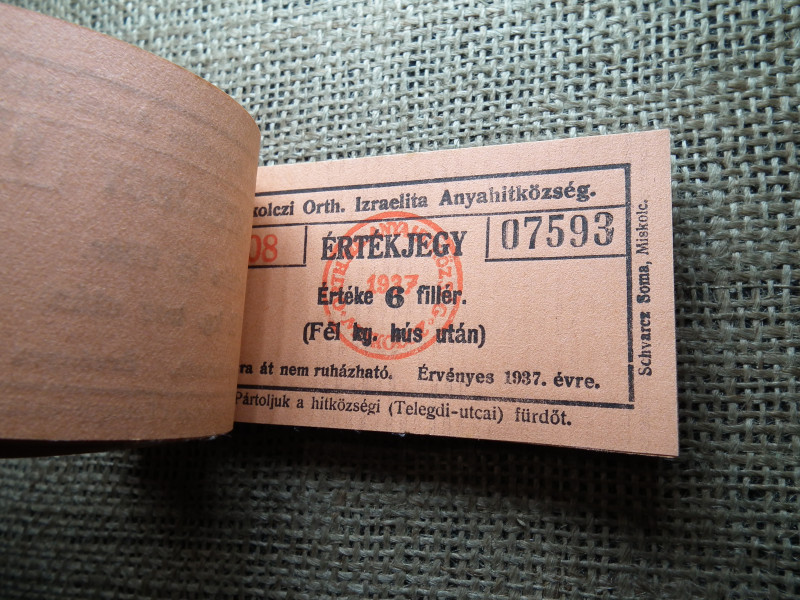 kolczi Orth. Izraelita Anyahitközség.
08 ÉRTÉKJEGY 07593
Értéke 6 fillér.
(Fél kg. hús után)
ra át nem ruházható. Érvényes 1937. évre.
Pártoljuk a hitközségi (Telegdi-utcai) fürdőt.
Schvarcz Soma, Miskolc.
1937